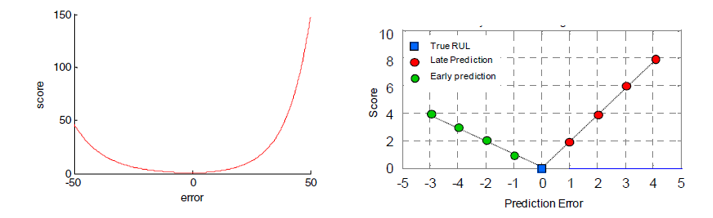 150
100
50
0
-50
0
50
score
error
10
8
6
4
2
0
True RUL
Late Prediction
Early prediction
Score
-5 -3 -4 -2 -1 0 1 2 3 4 5
Prediction Error